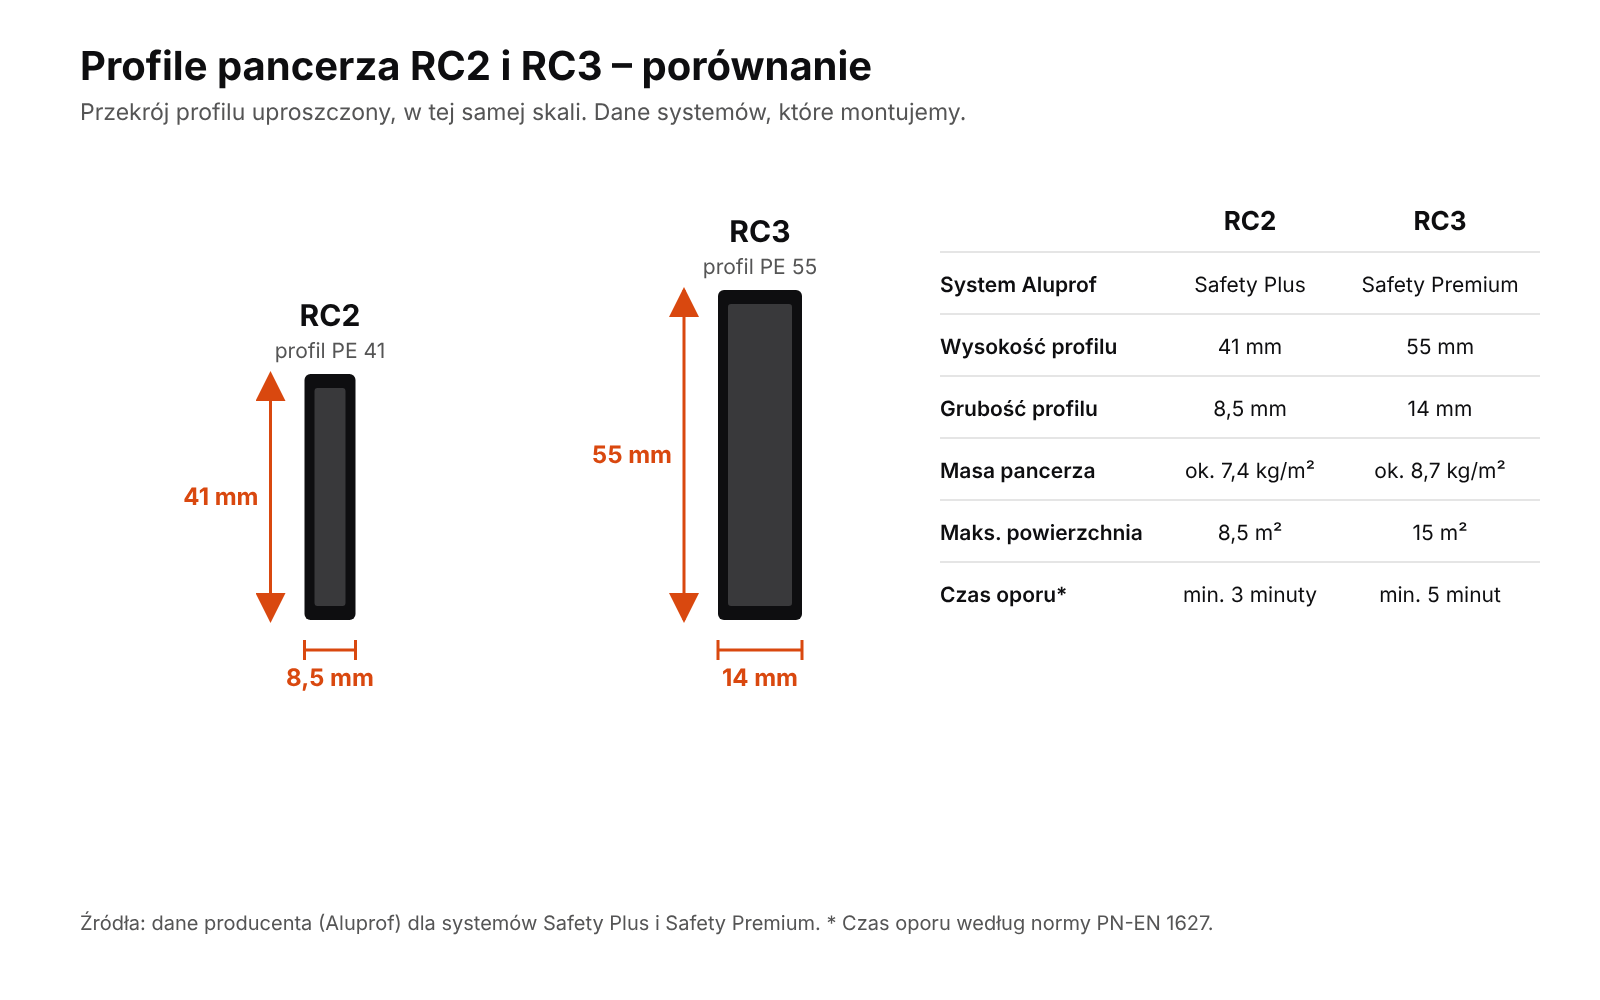 Profile pancerza RC2 i RC3 – porównanie
Przekrój profilu uproszczony, w tej samej skali. Dane systemów, które montujemy.
RC2
profil PE 41
41 mm
8,5 mm
RC3
profil PE 55
55 mm
14 mm
RC2 RC3
System Aluprof Safety Plus Safety Premium
Wysokość profilu 41 mm 55 mm
Grubość profilu 8,5 mm 14 mm
Masa pancerza ok. 7,4 kg/m² ok. 8,7 kg/m²
Maks. powierzchnia 8,5 m² 15 m²
Czas oporu* min. 3 minuty min. 5 minut
Źródła: dane producenta (Aluprof) dla systemów Safety Plus i Safety Premium. * Czas oporu według normy PN-EN 1627.